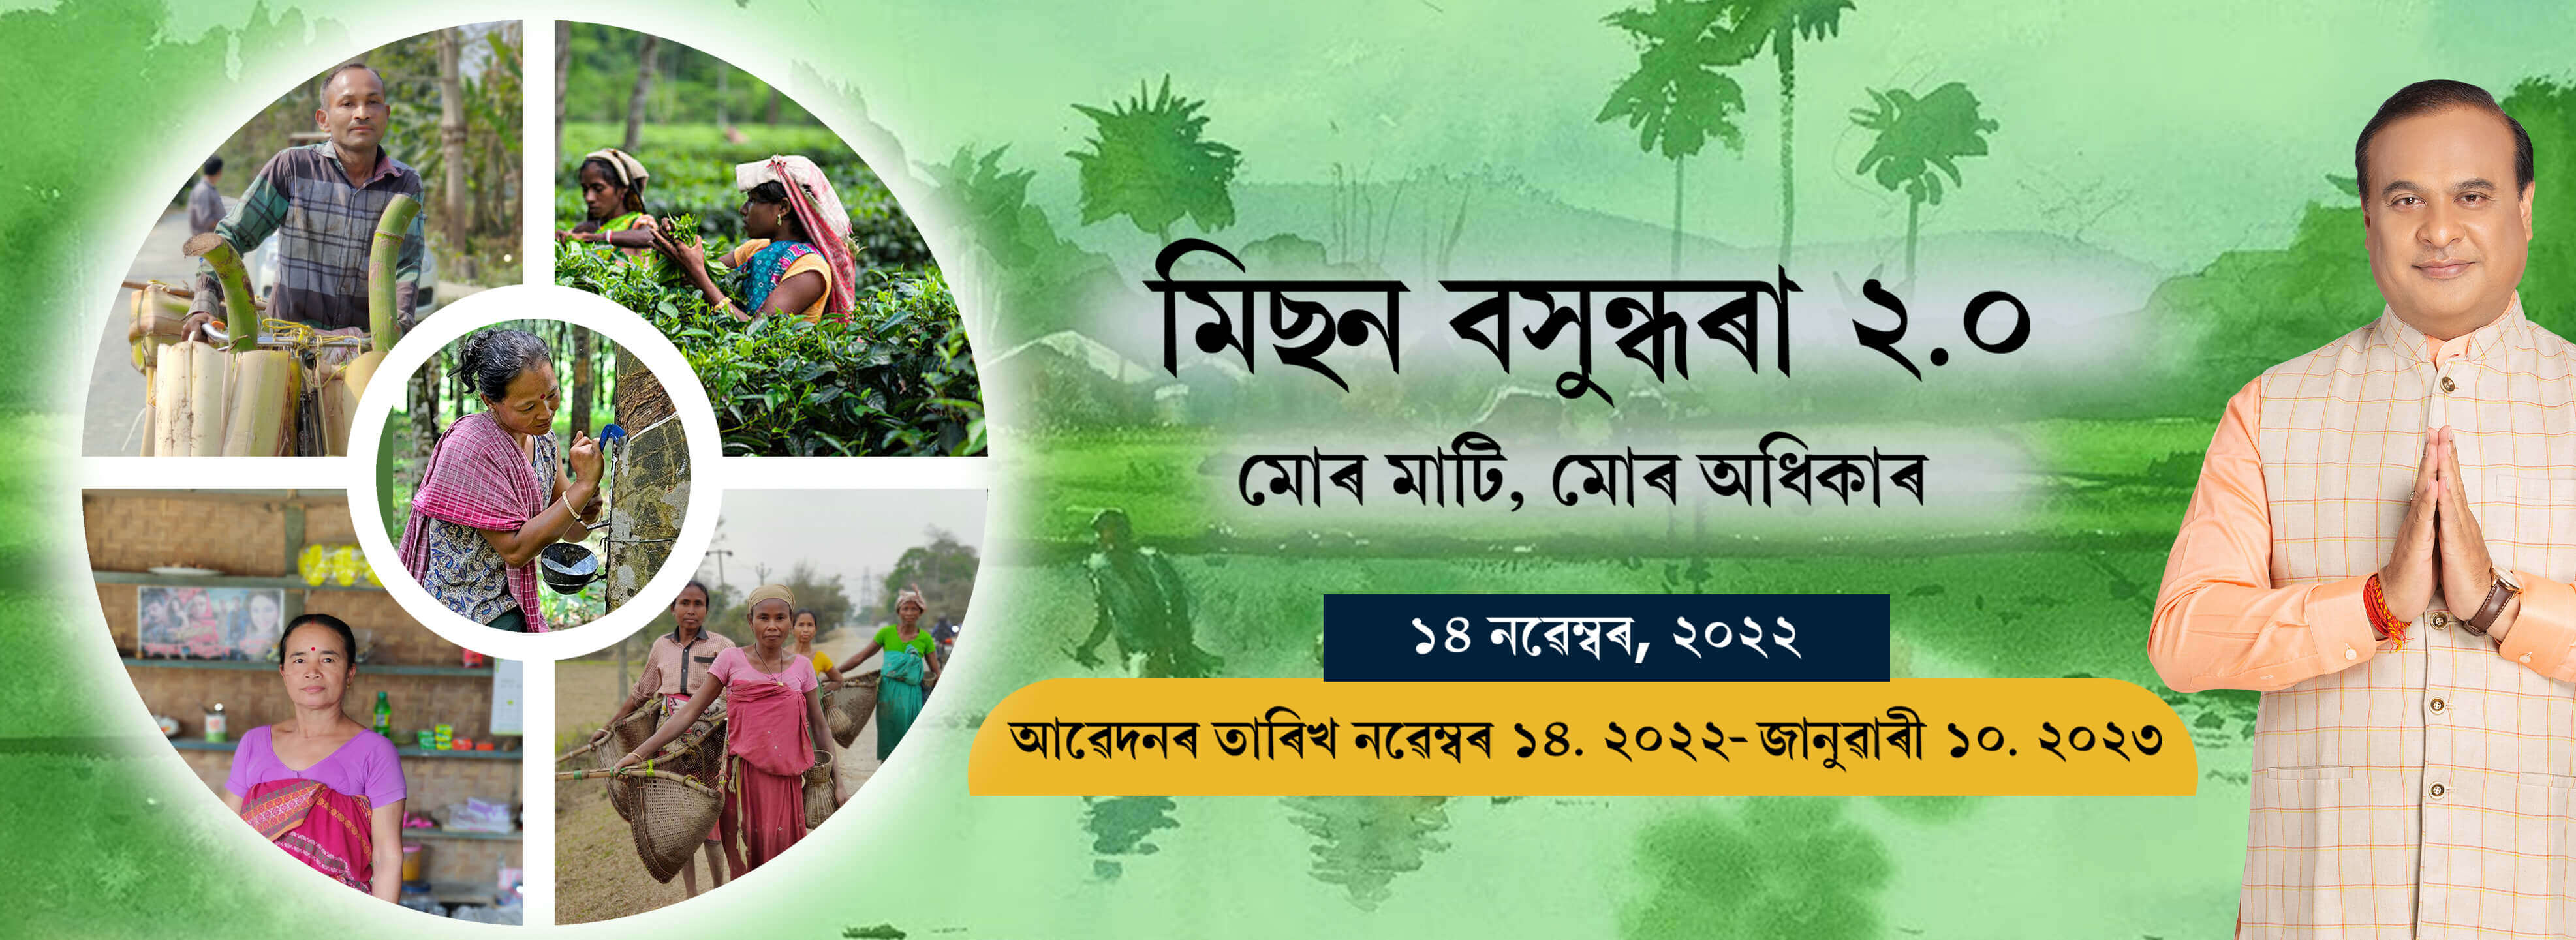 মিছন বসুন্ধৰা ২.০
মোৰ মাটি, মোৰ অধিকাৰ
১৪ নৱেম্বৰ, ২০২২
আৱেদনৰ তাৰিখ নৱেম্বৰ ১৪. ২০২২- জানুৱাৰী ১০. ২০২৩